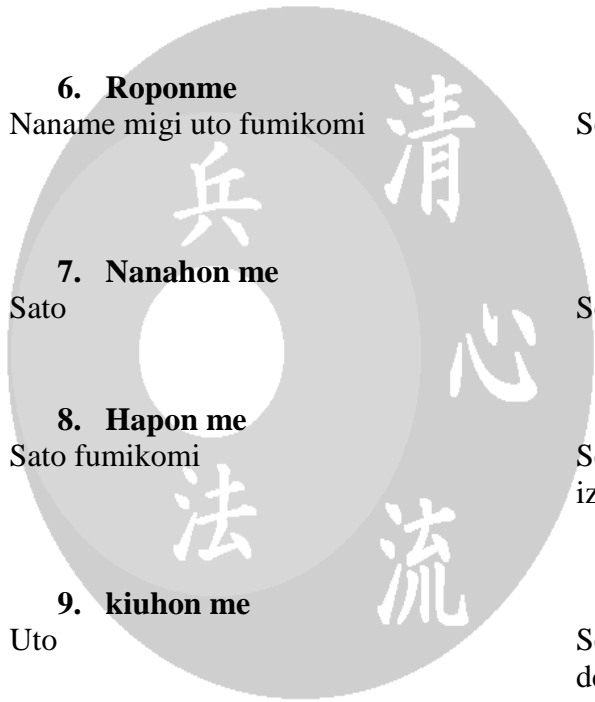 6. Roponme
Naname migi uto fumikomi
7. Nanahon me
Sato
8. Hapon me
Sato fumikomi
iz
9. kiuhon me
Uto
清心流
兵法